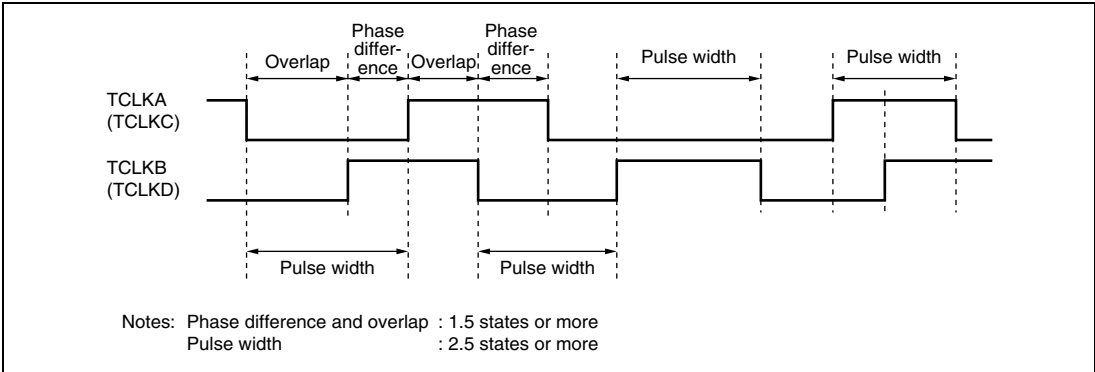 Phase
differ-
ence
Phase
differ-
ence
Overlap
Overlap
Pulse width
Pulse width
TCLKA
(TCLKC)
TCLKB
(TCLKD)
Pulse width
Pulse width
Notes: Phase difference and overlap : 1.5 states or more
Pulse width : 2.5 states or more